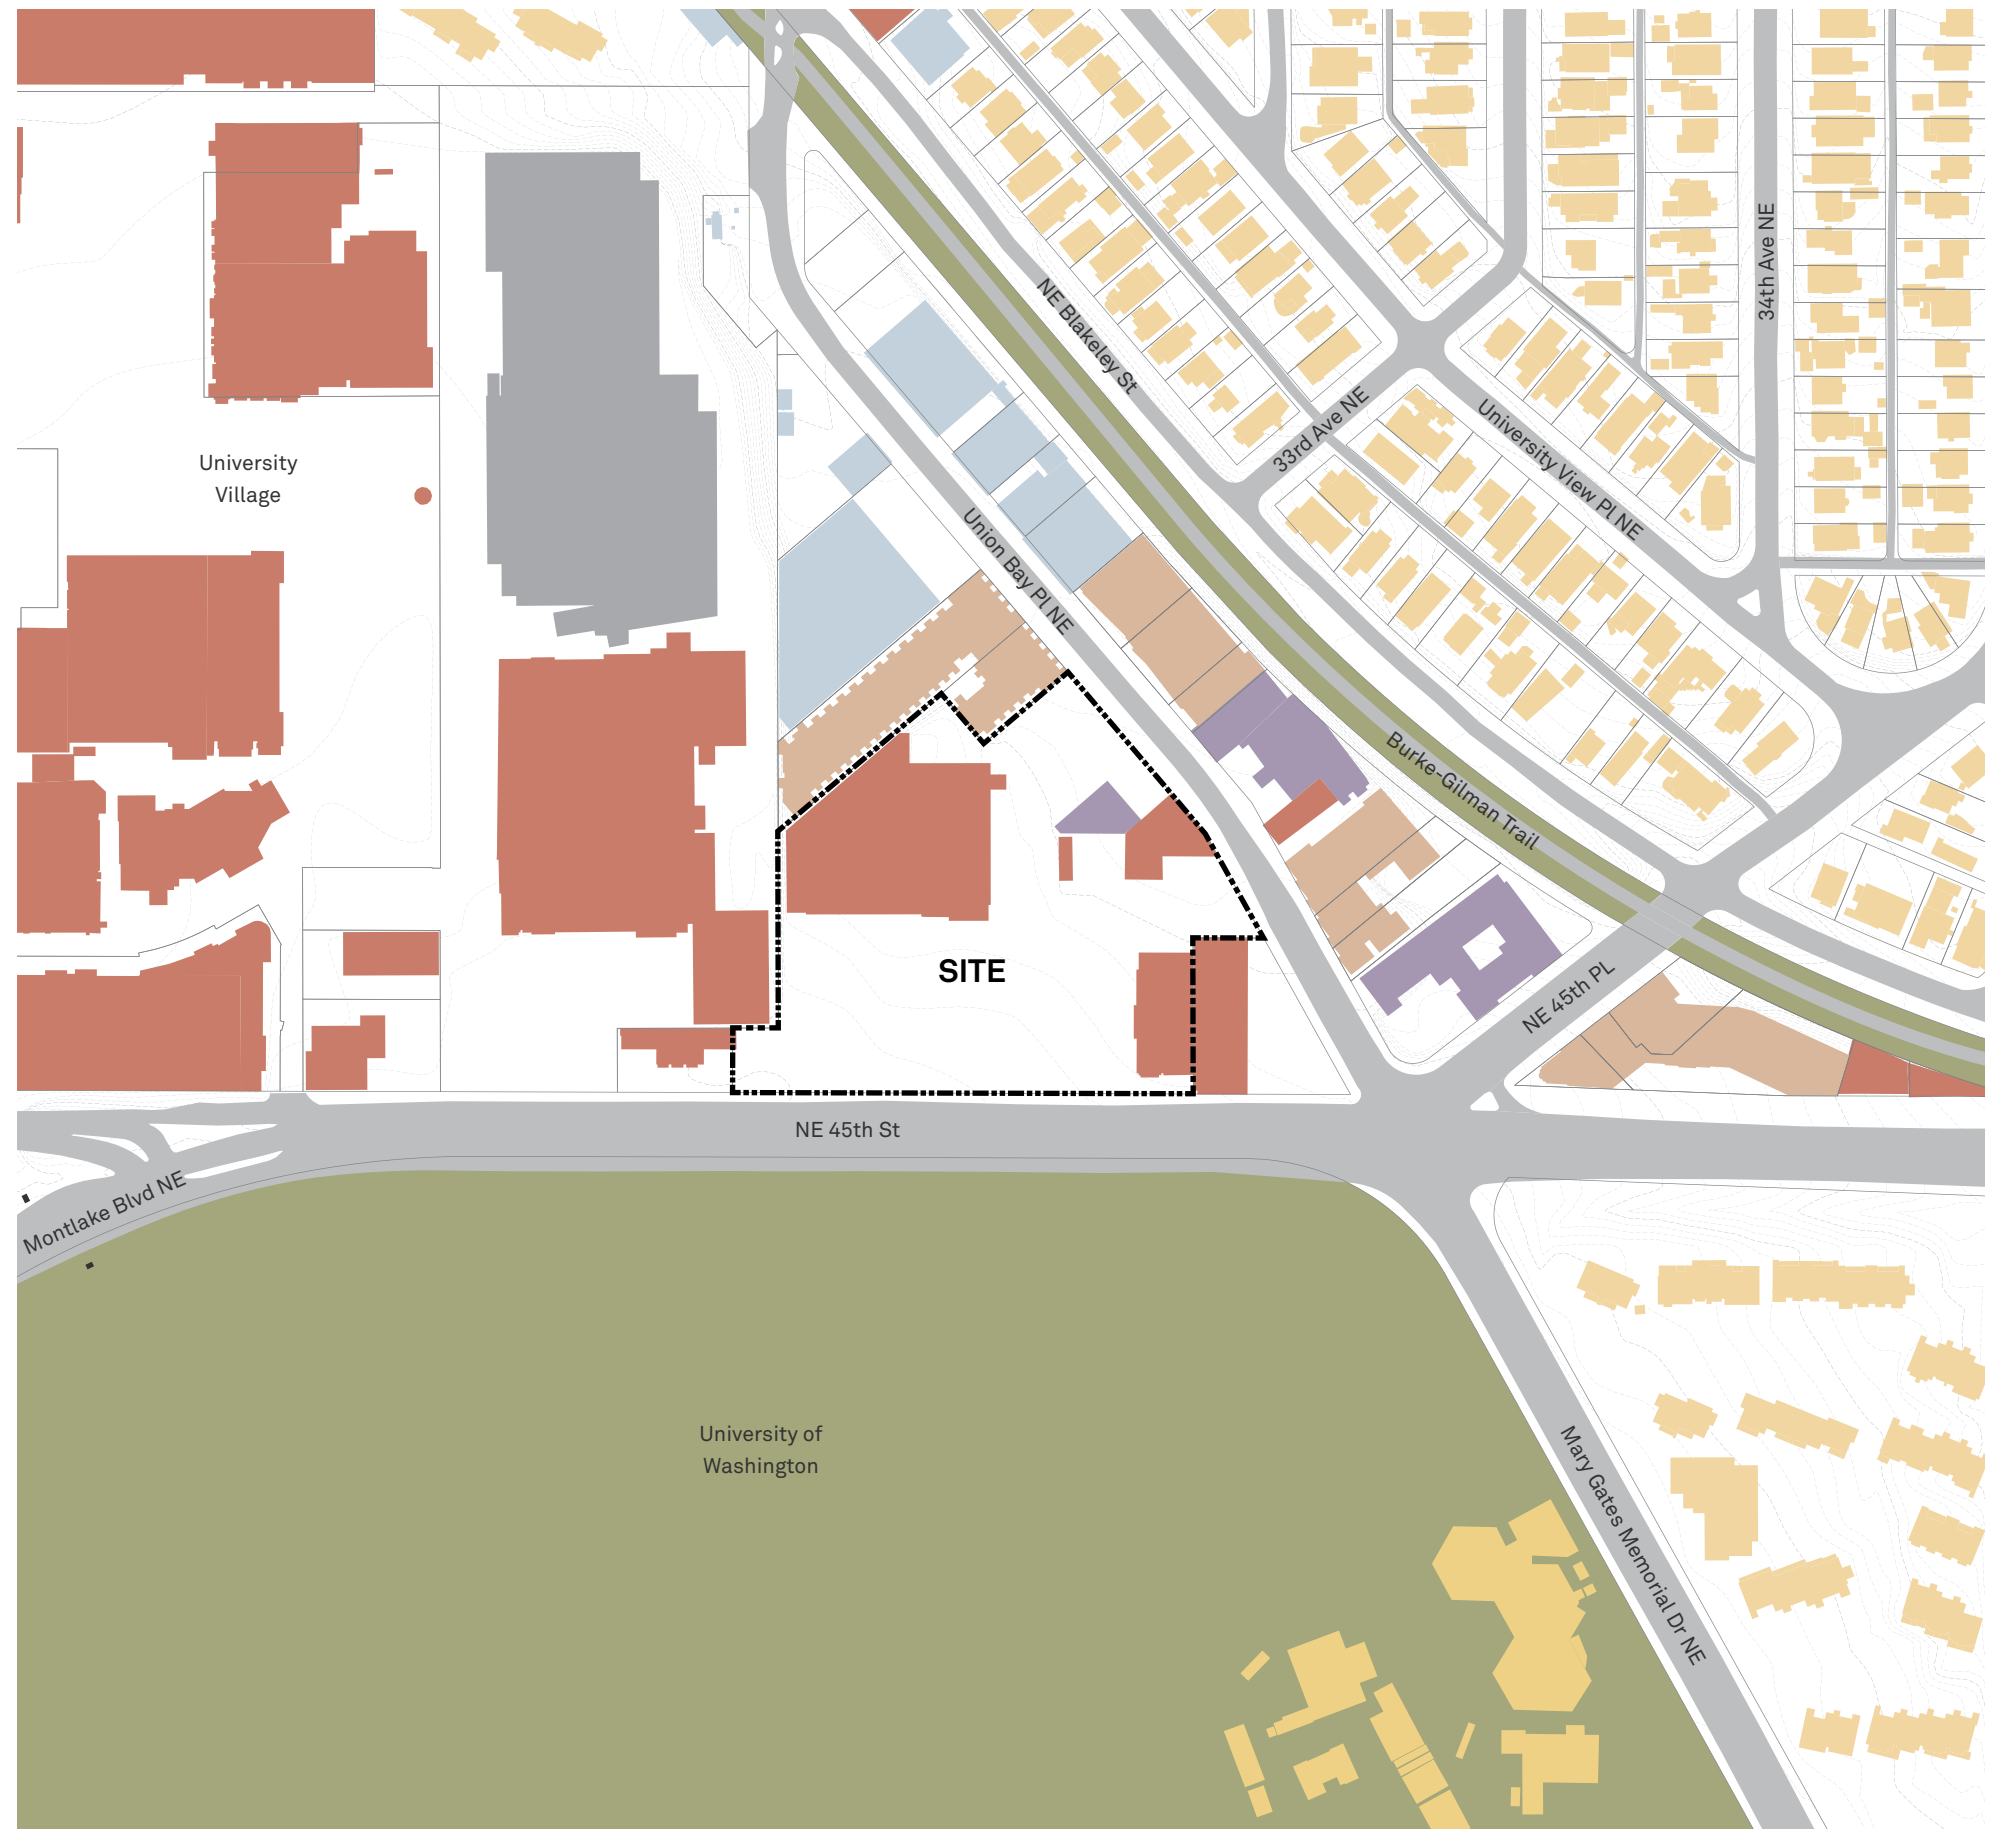 34th Ave NE
NE Blakeley St
33rd Ave NE
University View Pl NE
University
Village
Union Bay Pl NE
Burke-Gilman Trail
SITE
NE 45th PL
NE 45th St
Montlake Blvd NE
University of
Washington
Mary Gates Memorial Dr NE